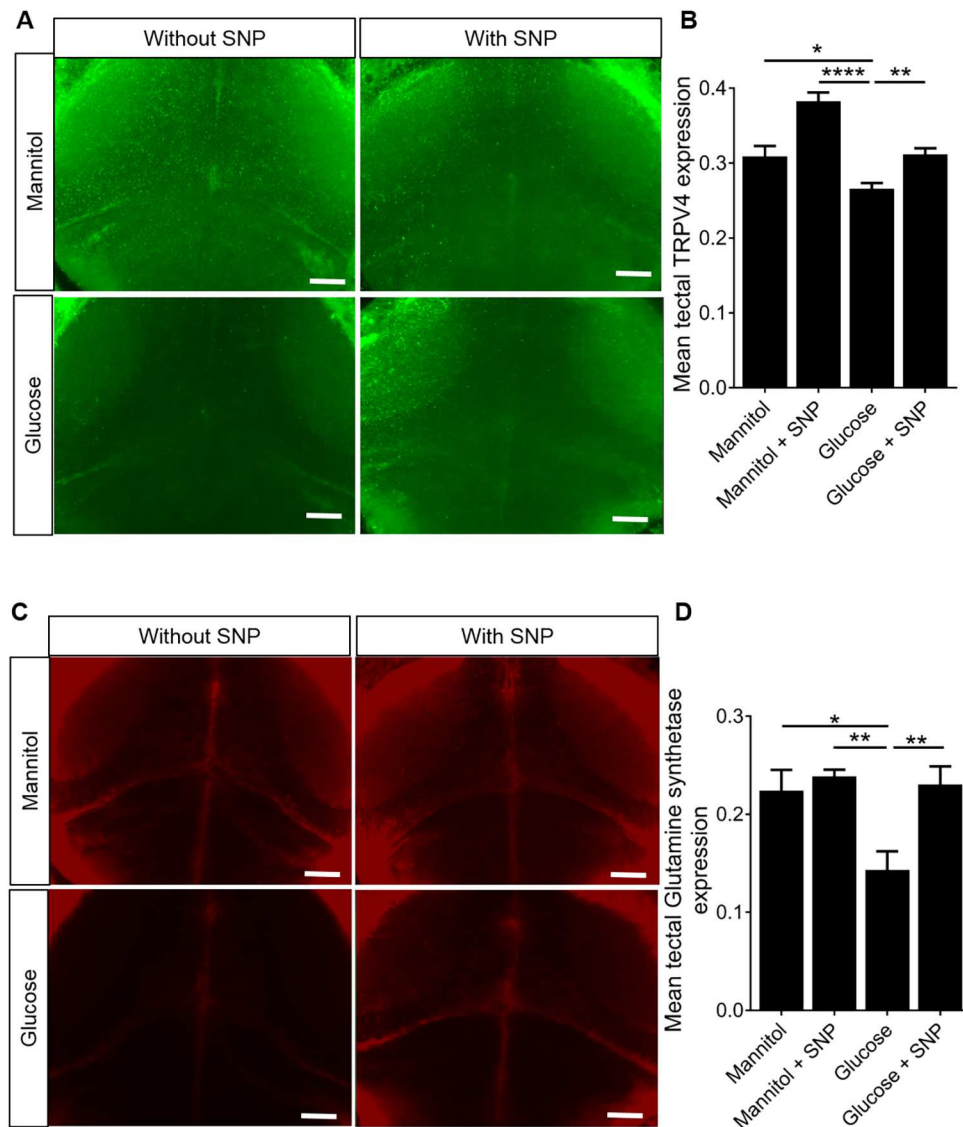 A
Without SNP
With SNP
Mannitol
Glucose
B
Mean tectal TRPV4 expression
0.4
0.3
0.2
0.1
0.0
*
****
**
Mannitol
Mannitol + SNP
Glucose
Glucose + SNP
C
Without SNP
With SNP
Mannitol
Glucose
D
Mean tectal Glutamine synthetase
expression
0.3
0.2
0.1
0.0
*
**
**
Mannitol
Mannitol + SNP
Glucose
Glucose + SNP